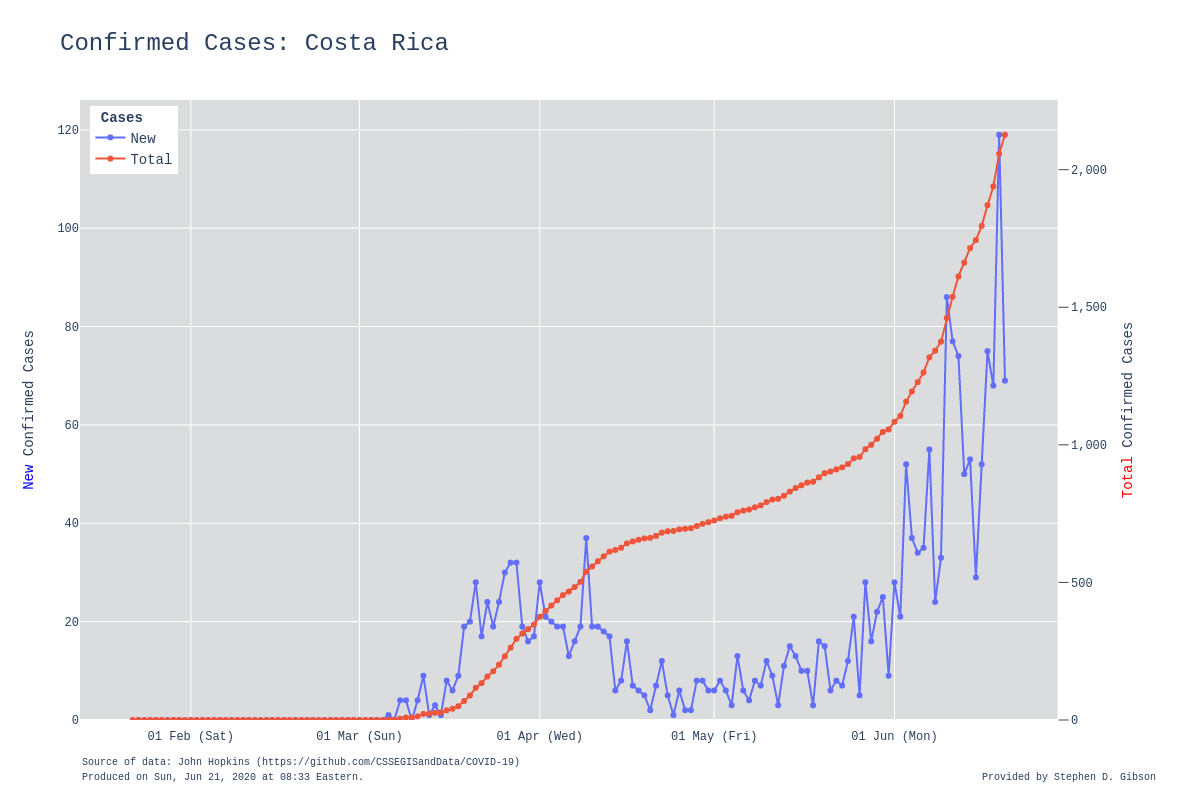 Confirmed Cases: Costa Rica
Cases
New
Total
120
100
80
60
40
20
0
2,000
1,500
1,000
500
0
New Confirmed Cases
Total Confirmed Cases
01 Feb (Sat)
01 Mar (Sun)
01 Apr (Wed)
01 May (Fri)
01 Jun (Mon)
Source of data: John Hopkins (https://github.com/CSSEGISandData/COVID-19)
Produced on Sun, Jun 21, 2020 at 08:33 Eastern.
Provided by Stephen D. Gibson